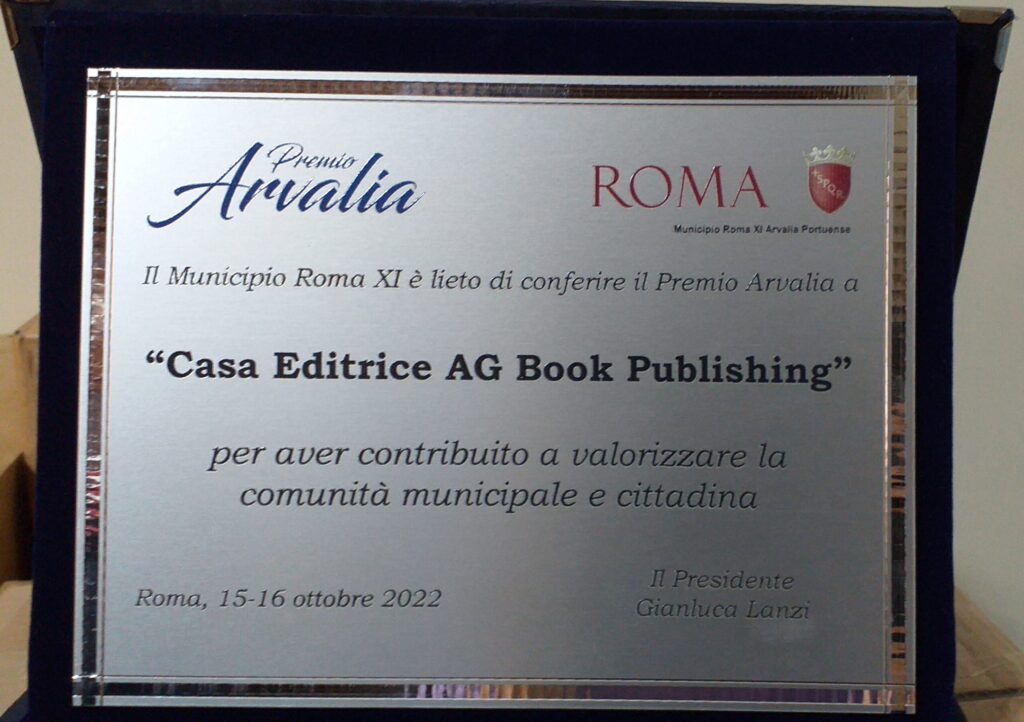 Premio
Arvalia
ROMA
SPQR
Municipio Roma XI Arvalia Portuense
Il Municipio Roma XI è lieto di conferire il Premio Arvalia a
“Casa Editrice AG Book Publishing”
per aver contribuito a valorizzare la
comunità municipale e cittadina
Roma, 15-16 ottobre 2022
Il Presidente
Gianluca Lanzi